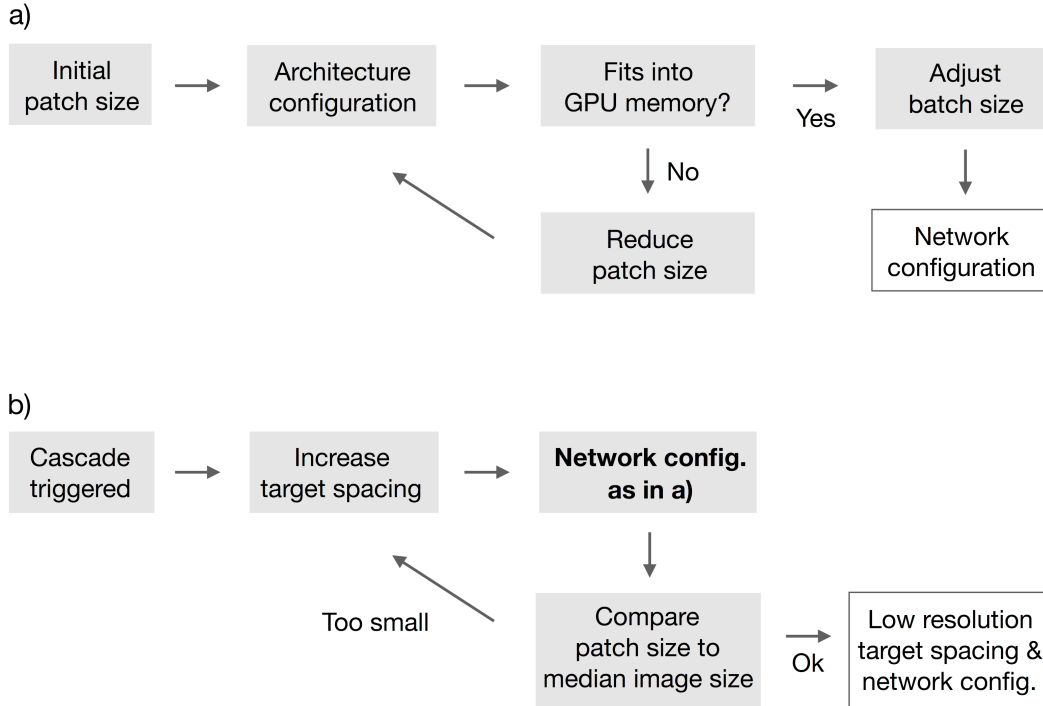 a)
Initial
patch size
Architecture
configuration
Fits into
GPU memory?
Yes
Adjust
batch size
No
Reduce
patch size
Network
configuration
b)
Cascade
triggered
Increase
target spacing
Network config.
as in a)
Too small
Compare
patch size to
median image size
Ok
Low resolution
target spacing &
network config.